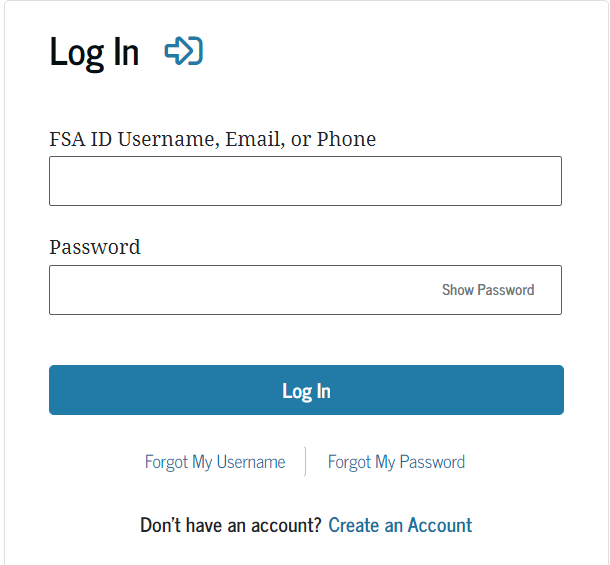 Log In
FSA ID Username, Email, or Phone
Password
Show Password
Log In
Forgot My Username
Forgot My Password
Don't have an account? Create an Account